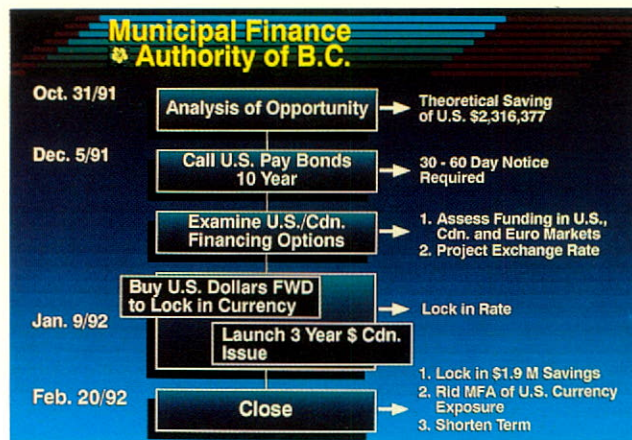 Municipal Finance
Authority of B.C.
Oct. 31/91
Analysis of Opportunity
Theoretical Saving
of U.S. $2,316,377
Dec. 5/91
Call U.S. Pay Bonds
10 Year
30 - 60 Day Notice
Required
Examine U.S./Cdn.
Financing Options
1. Assess Funding in U.S.,
Cdn. and Euro Markets
2. Project Exchange Rate
Buy U.S. Dollars FWD
to Lock in Currency
Jan. 9/92
Lock in Rate
Launch 3 Year $ Cdn.
Issue
Feb. 20/92
Close
1. Lock in $1.9 M Savings
2. Rid MFA of U.S. Currency
Exposure
3. Shorten Term